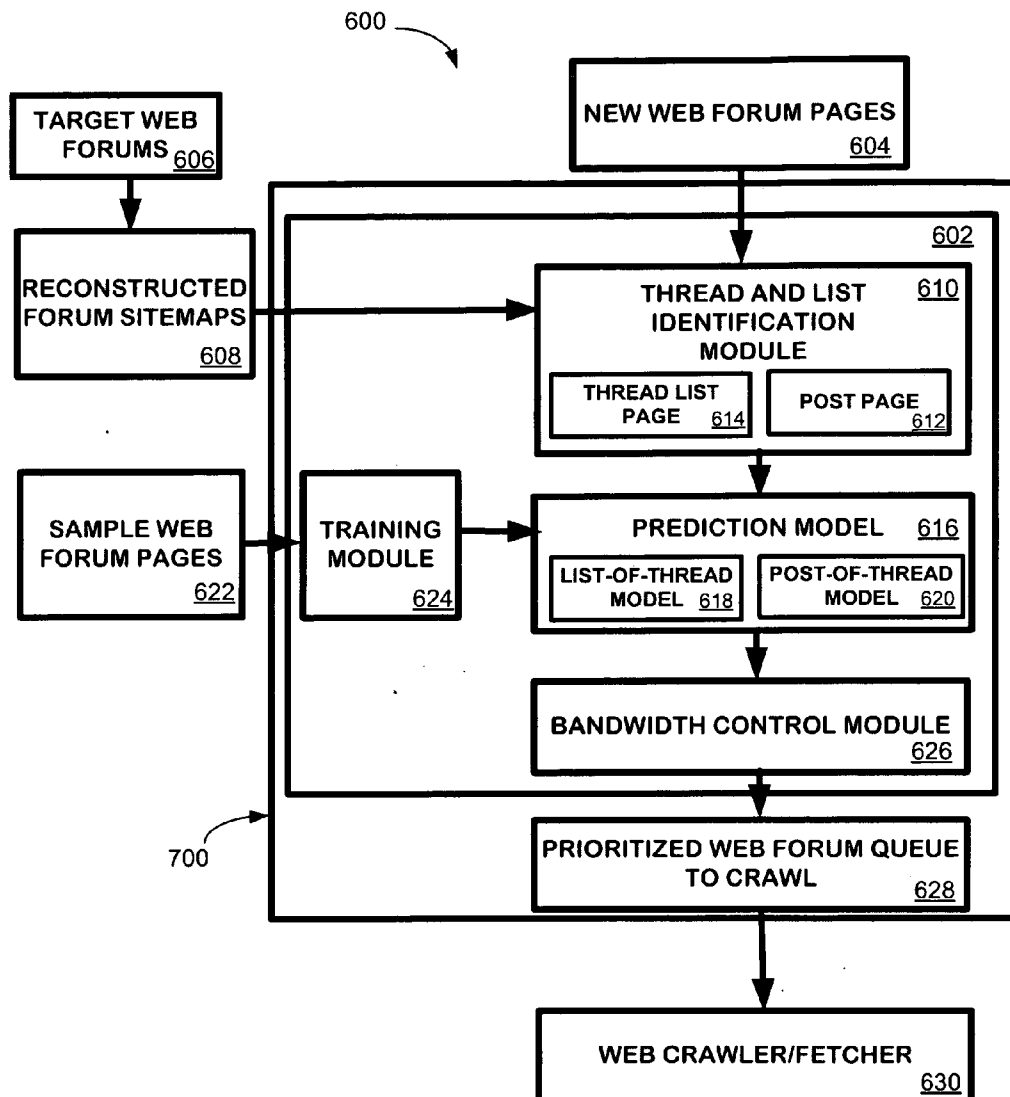 600
TARGET WEB
FORUMS
606
NEW WEB FORUM PAGES
604
602
RECONSTRUCTED
FORUM SITEMAPS
608
THREAD AND LIST
IDENTIFICATION
MODULE
610
THREAD LIST
PAGE
614
POST PAGE
612
SAMPLE WEB
FORUM PAGES
622
TRAINING
MODULE
624
PREDICTION MODEL
616
LIST-OF-THREAD
MODEL
618
POST-OF-THREAD
MODEL
620
BANDWIDTH CONTROL MODULE
626
700
PRIORITIZED WEB FORUM QUEUE
TO CRAWL
628
WEB CRAWLER/FETCHER
630